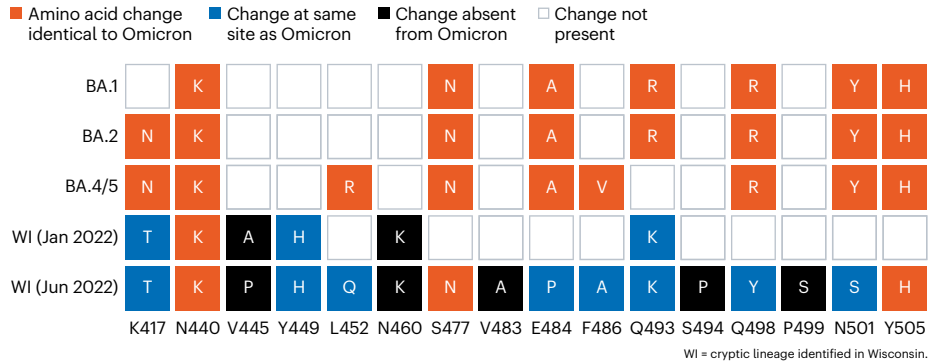 Amino acid change identical to Omicron
Change at same site as Omicron
Change absent from Omicron
Change not present
BA.1 K N A R R Y H
BA.2 N K N A R R Y H
BA.4/5 N K R N A V R Y H
WI (Jan 2022) T K A H K K
WI (Jun 2022) T K P H Q K N A P A K P Y S S H
K417 N440 V445 Y449 L452 N460 S477 V483 E484 F486 Q493 S494 Q498 P499 N501 Y505
WI = cryptic lineage identified in Wisconsin.